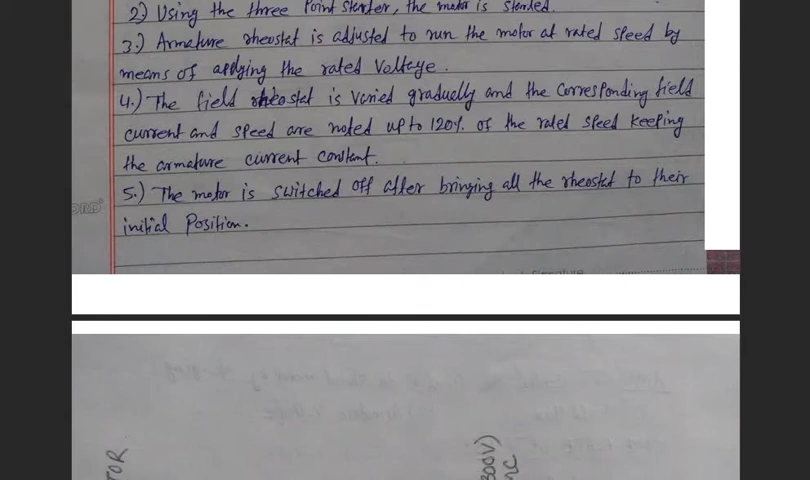 2.) Using the three Point Starter, the motor is started.
3.) Armature rheostat is adjusted to run the motor at rated speed by
means of applying the rated Voltage.
4.) The field rheostat is varied gradually and the corresponding field
current and speed are noted up to 120% of the rated speed keeping
the armature current constant.
5.) The motor is switched off after bringing all the rheostat to their
initial Position.
TOR
300V)
MC